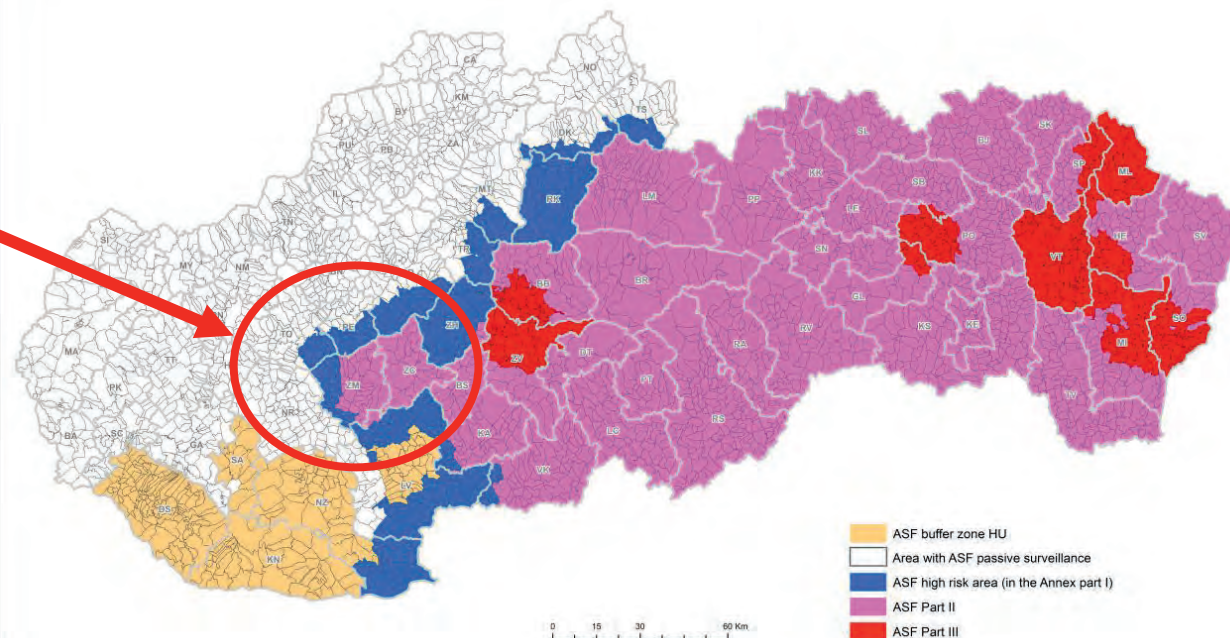 CA
NO
KM
TS
BY
DK
ZA
PU
PB
SK
BJ
SL
ML
MT
KK
SB
IL
RK
LM
PP
LE
PO
HE
SV
TN
TR
SN
VT
SI
MY
NM
BB
BR
SO
PE
ZH
GL
TO
RV
KS
KE
MI
MA
TT
ZV
DT
RA
ZM
ZC
BS
PT
PK
TV
NR
RS
BA
SC
GA
KA
LC
SA
VK
LV
NZ
DS
KN
ASF buffer zone HU
Area with ASF passive surveillance
ASF high risk area (in the Annex part I)
ASF Part II
ASF Part III
0 15 30 60 Km